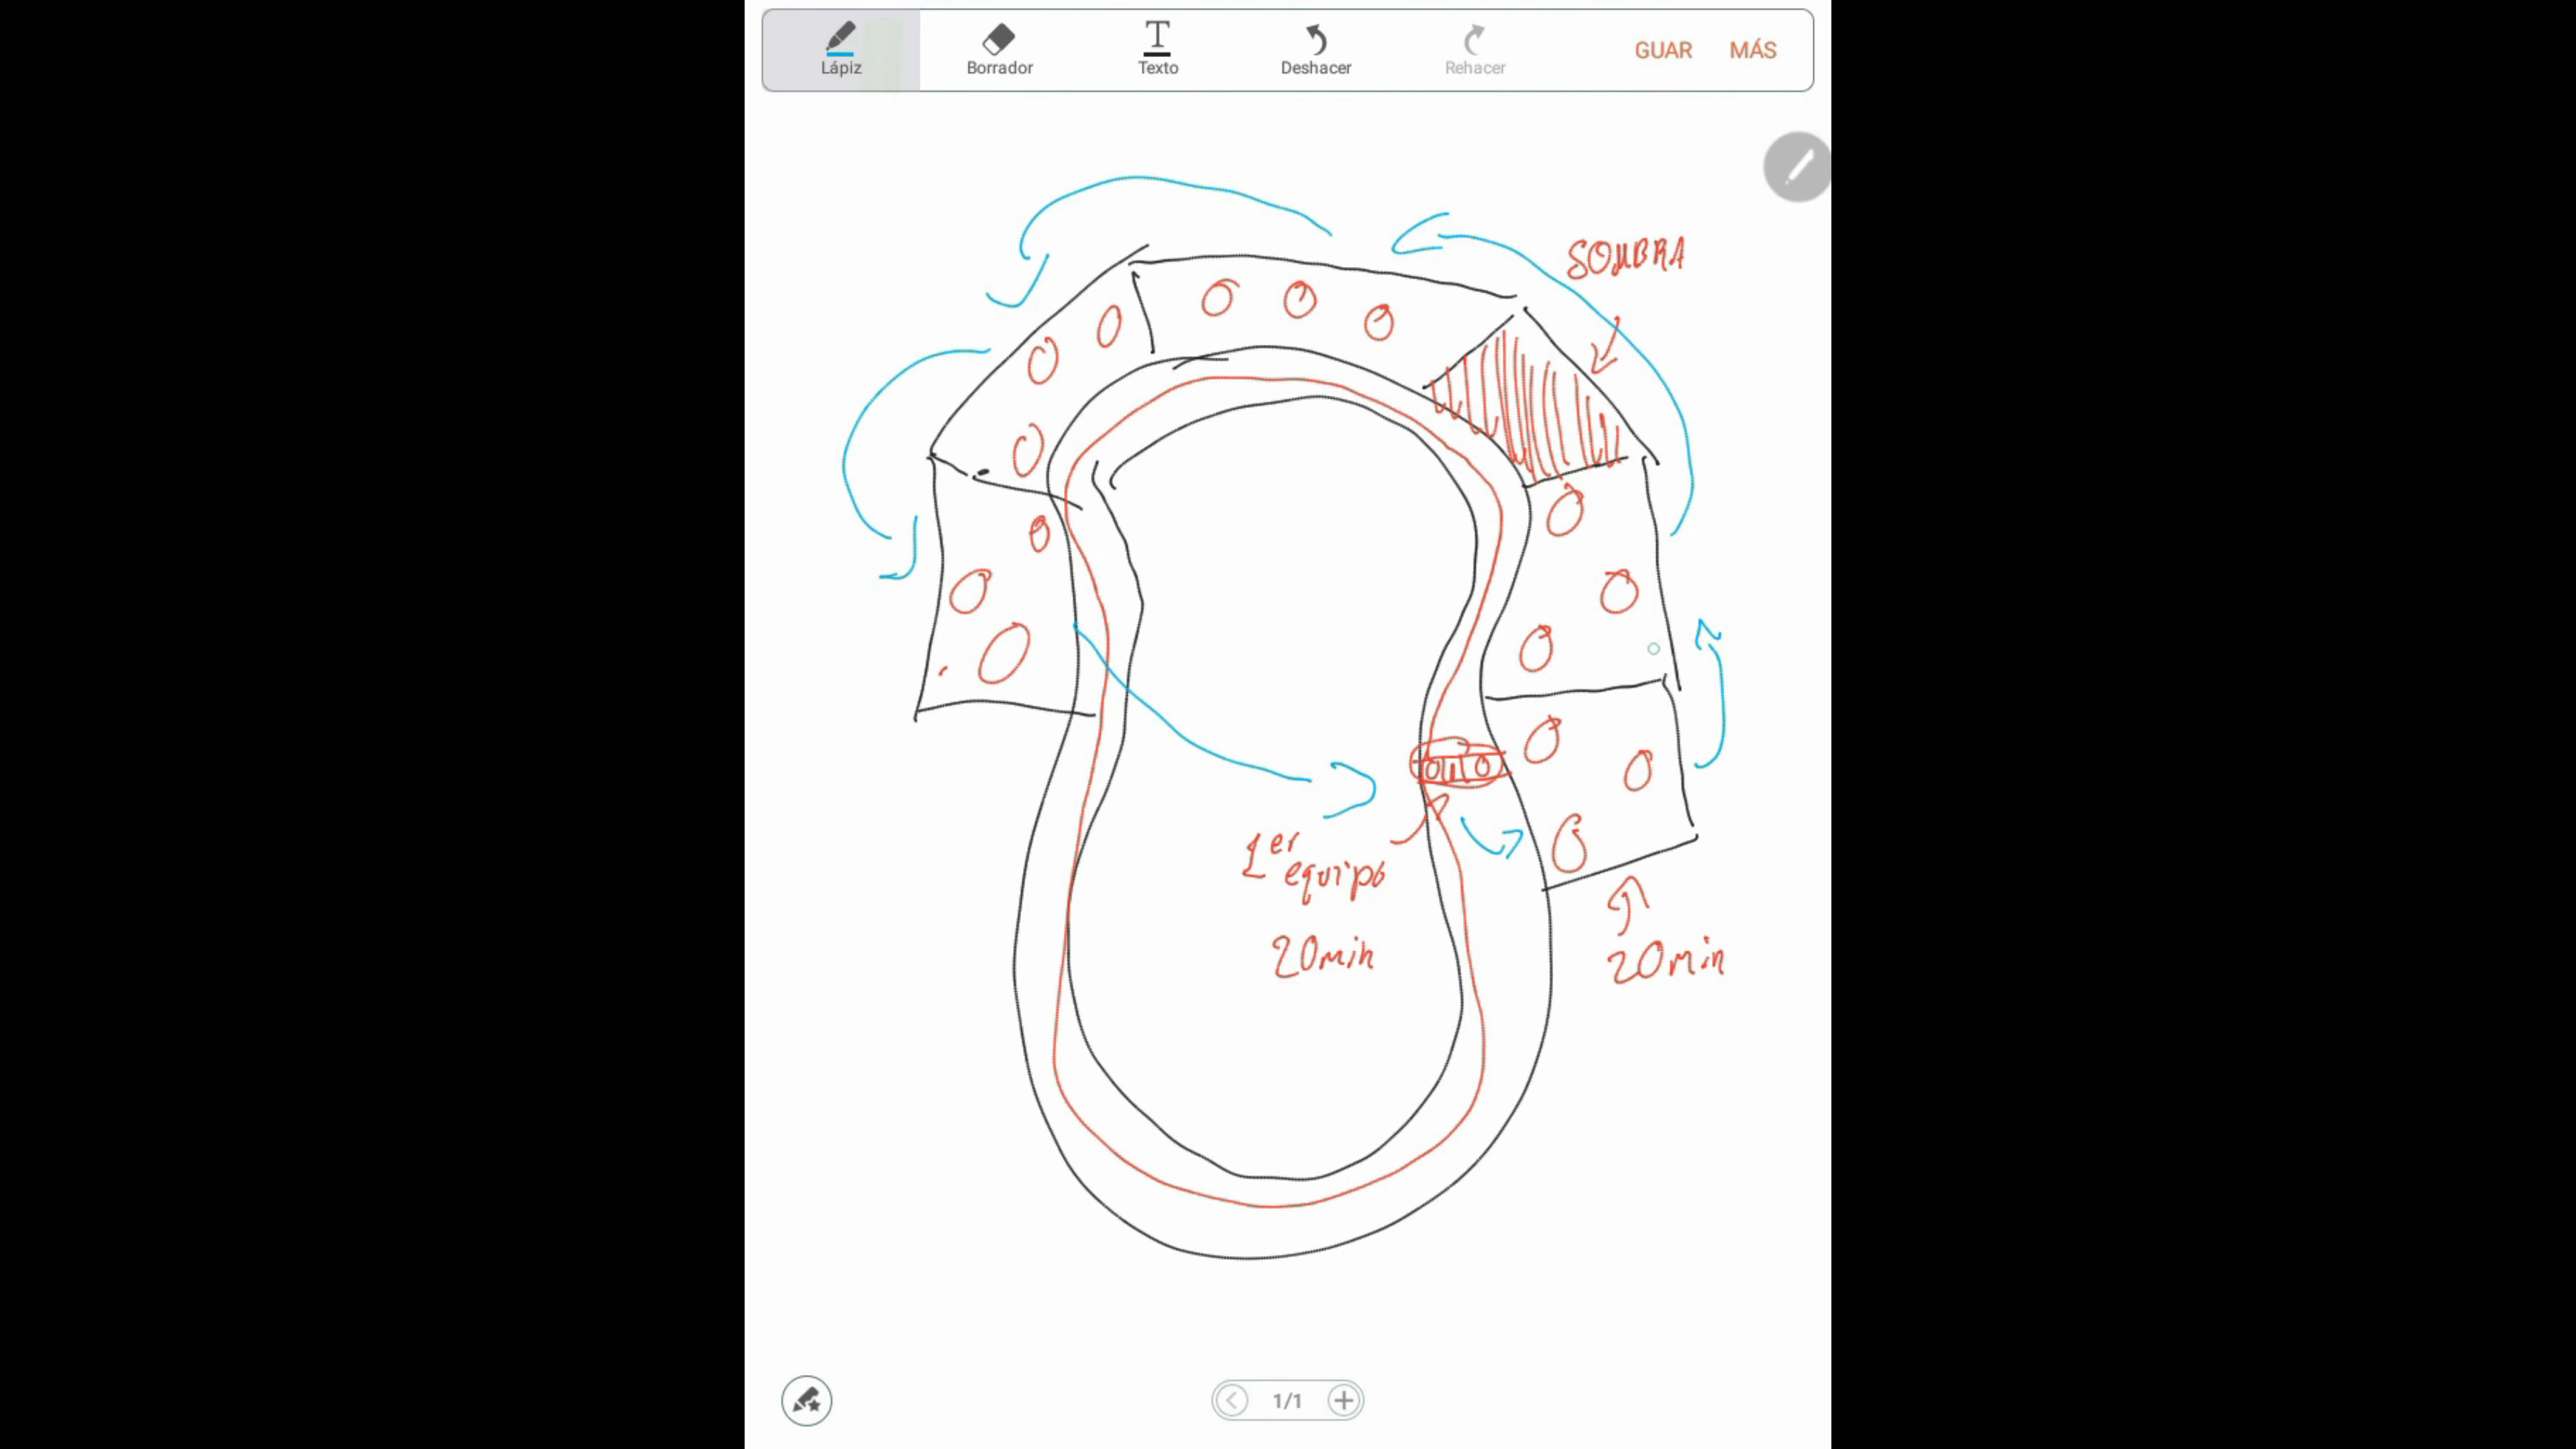 Lápiz
Borrador
Texto
Deshacer
Rehacer
GUAR
MÁS
SOMBRA
1er
equipo
20min
20min
1/1